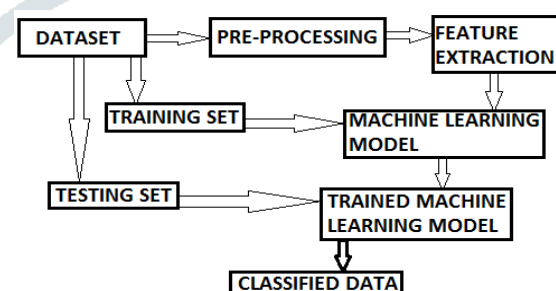 DATASET
PRE-PROCESSING
FEATURE
EXTRACTION
TRAINING SET
MACHINE LEARNING
MODEL
TESTING SET
TRAINED MACHINE
LEARNING MODEL
CLASSIFIED DATA